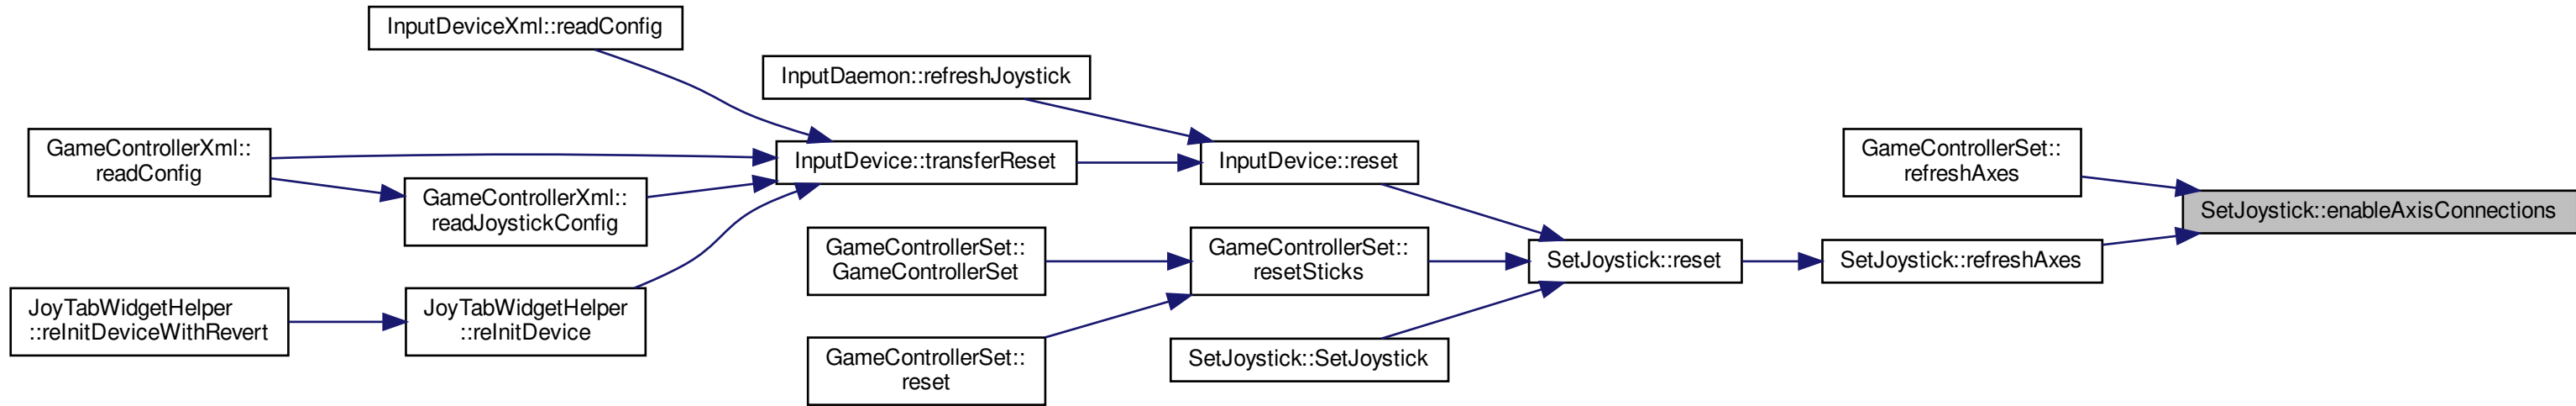 InputDeviceXml::readConfig
InputDaemon::refreshJoystick
GameControllerXml::
readConfig
InputDevice::transferReset
InputDevice::reset
GameControllerSet::
refreshAxes
GameControllerXml::
readJoystickConfig
SetJoystick::enableAxisConnections
GameControllerSet::
GameControllerSet
GameControllerSet::
resetSticks
SetJoystick::reset
SetJoystick::refreshAxes
JoyTabWidgetHelper
::reInitDeviceWithRevert
JoyTabWidgetHelper
::reInitDevice
GameControllerSet::
reset
SetJoystick::SetJoystick